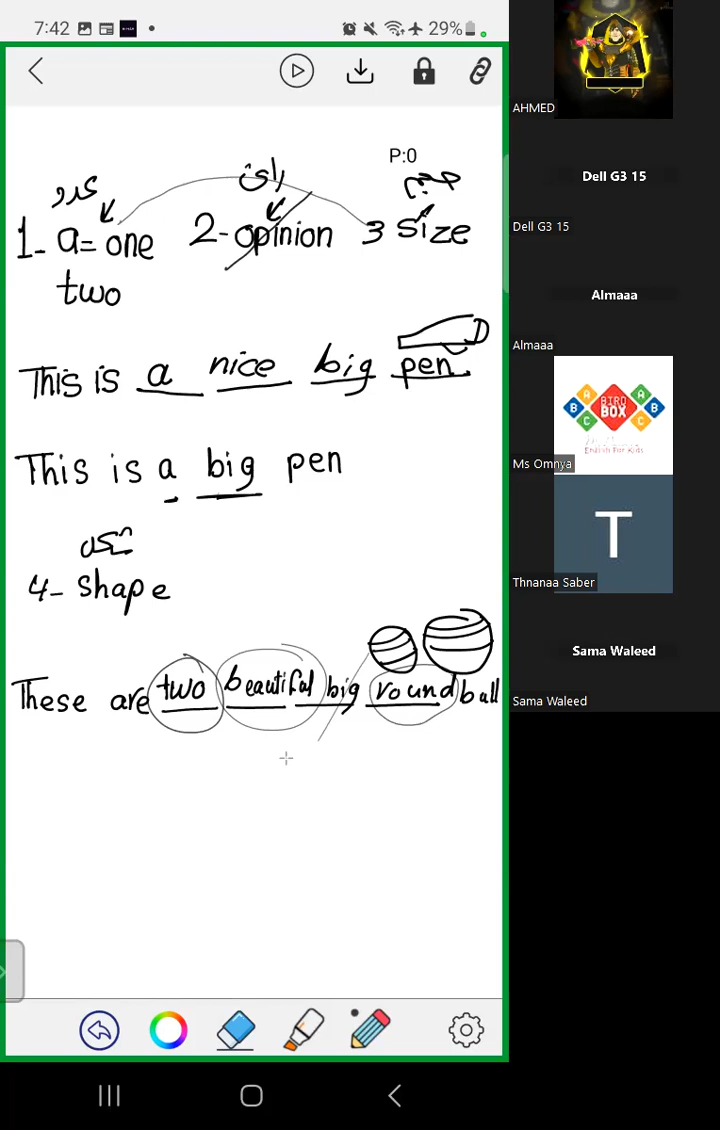 7:42
29%
P:0
عدد
رأى
حجم
1- a= one 2- opinion 3 Size
two
This is a nice big pen
This is a big pen
شكل
4- Shape
These are two beautiful big round ball
AHMED
Dell G3 15
Dell G3 15
Almaaa
Almaaa
A A
B BIRD BOX B
C C
English For Kids
Ms Omnya
T
Thnanaa Saber
Sama Waleed
Sama Waleed